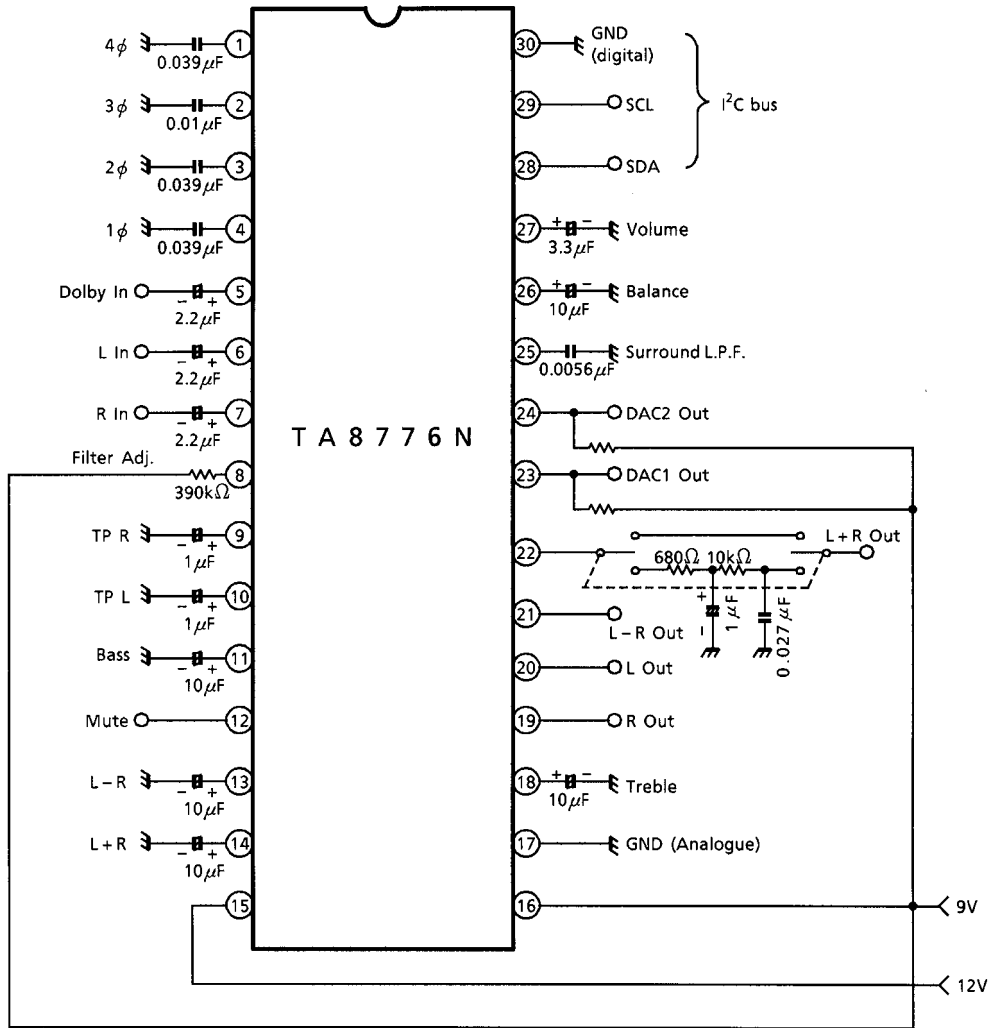 4φ 0.039μF 1
3φ 0.01μF 2
2φ 0.039μF 3
1φ 0.039μF 4
Dolby In - + 2.2μF 5
L In - + 2.2μF 6
R In - + 2.2μF 7
Filter Adj. 390kΩ 8
TP R - + 1μF 9
TP L - + 1μF 10
Bass - + 10μF 11
Mute 12
L-R - + 10μF 13
L+R - + 10μF 14
15
TA8776N
30 GND
(digital)
29 SCL
28 SDA
I²C bus
27 + - 3.3μF Volume
26 + - 10μF Balance
25 0.0056μF Surround L.P.F.
24 DAC2 Out
23 DAC1 Out
22 680Ω 10kΩ L+R Out
+ - 1μF
0.027μF
21 L-R Out
20 L Out
19 R Out
18 + - 10μF Treble
17 GND (Analogue)
16 9V
12V